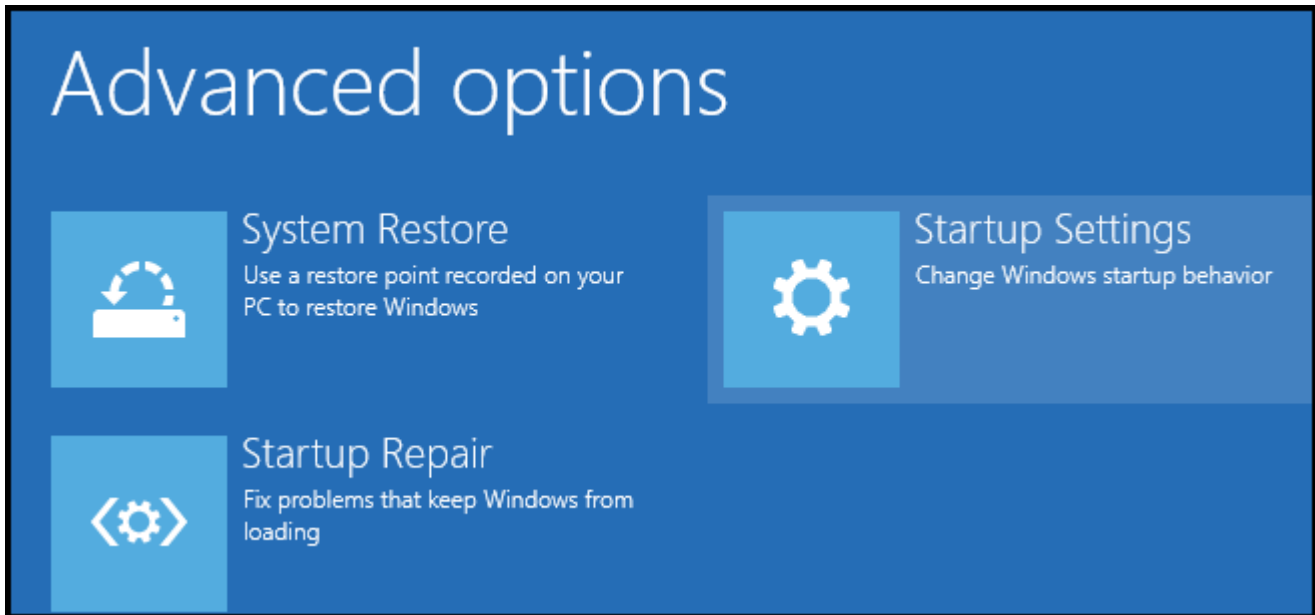 Advanced options
System Restore
Use a restore point recorded on your
PC to restore Windows
Startup Settings
Change Windows startup behavior
Startup Repair
Fix problems that keep Windows from
loading